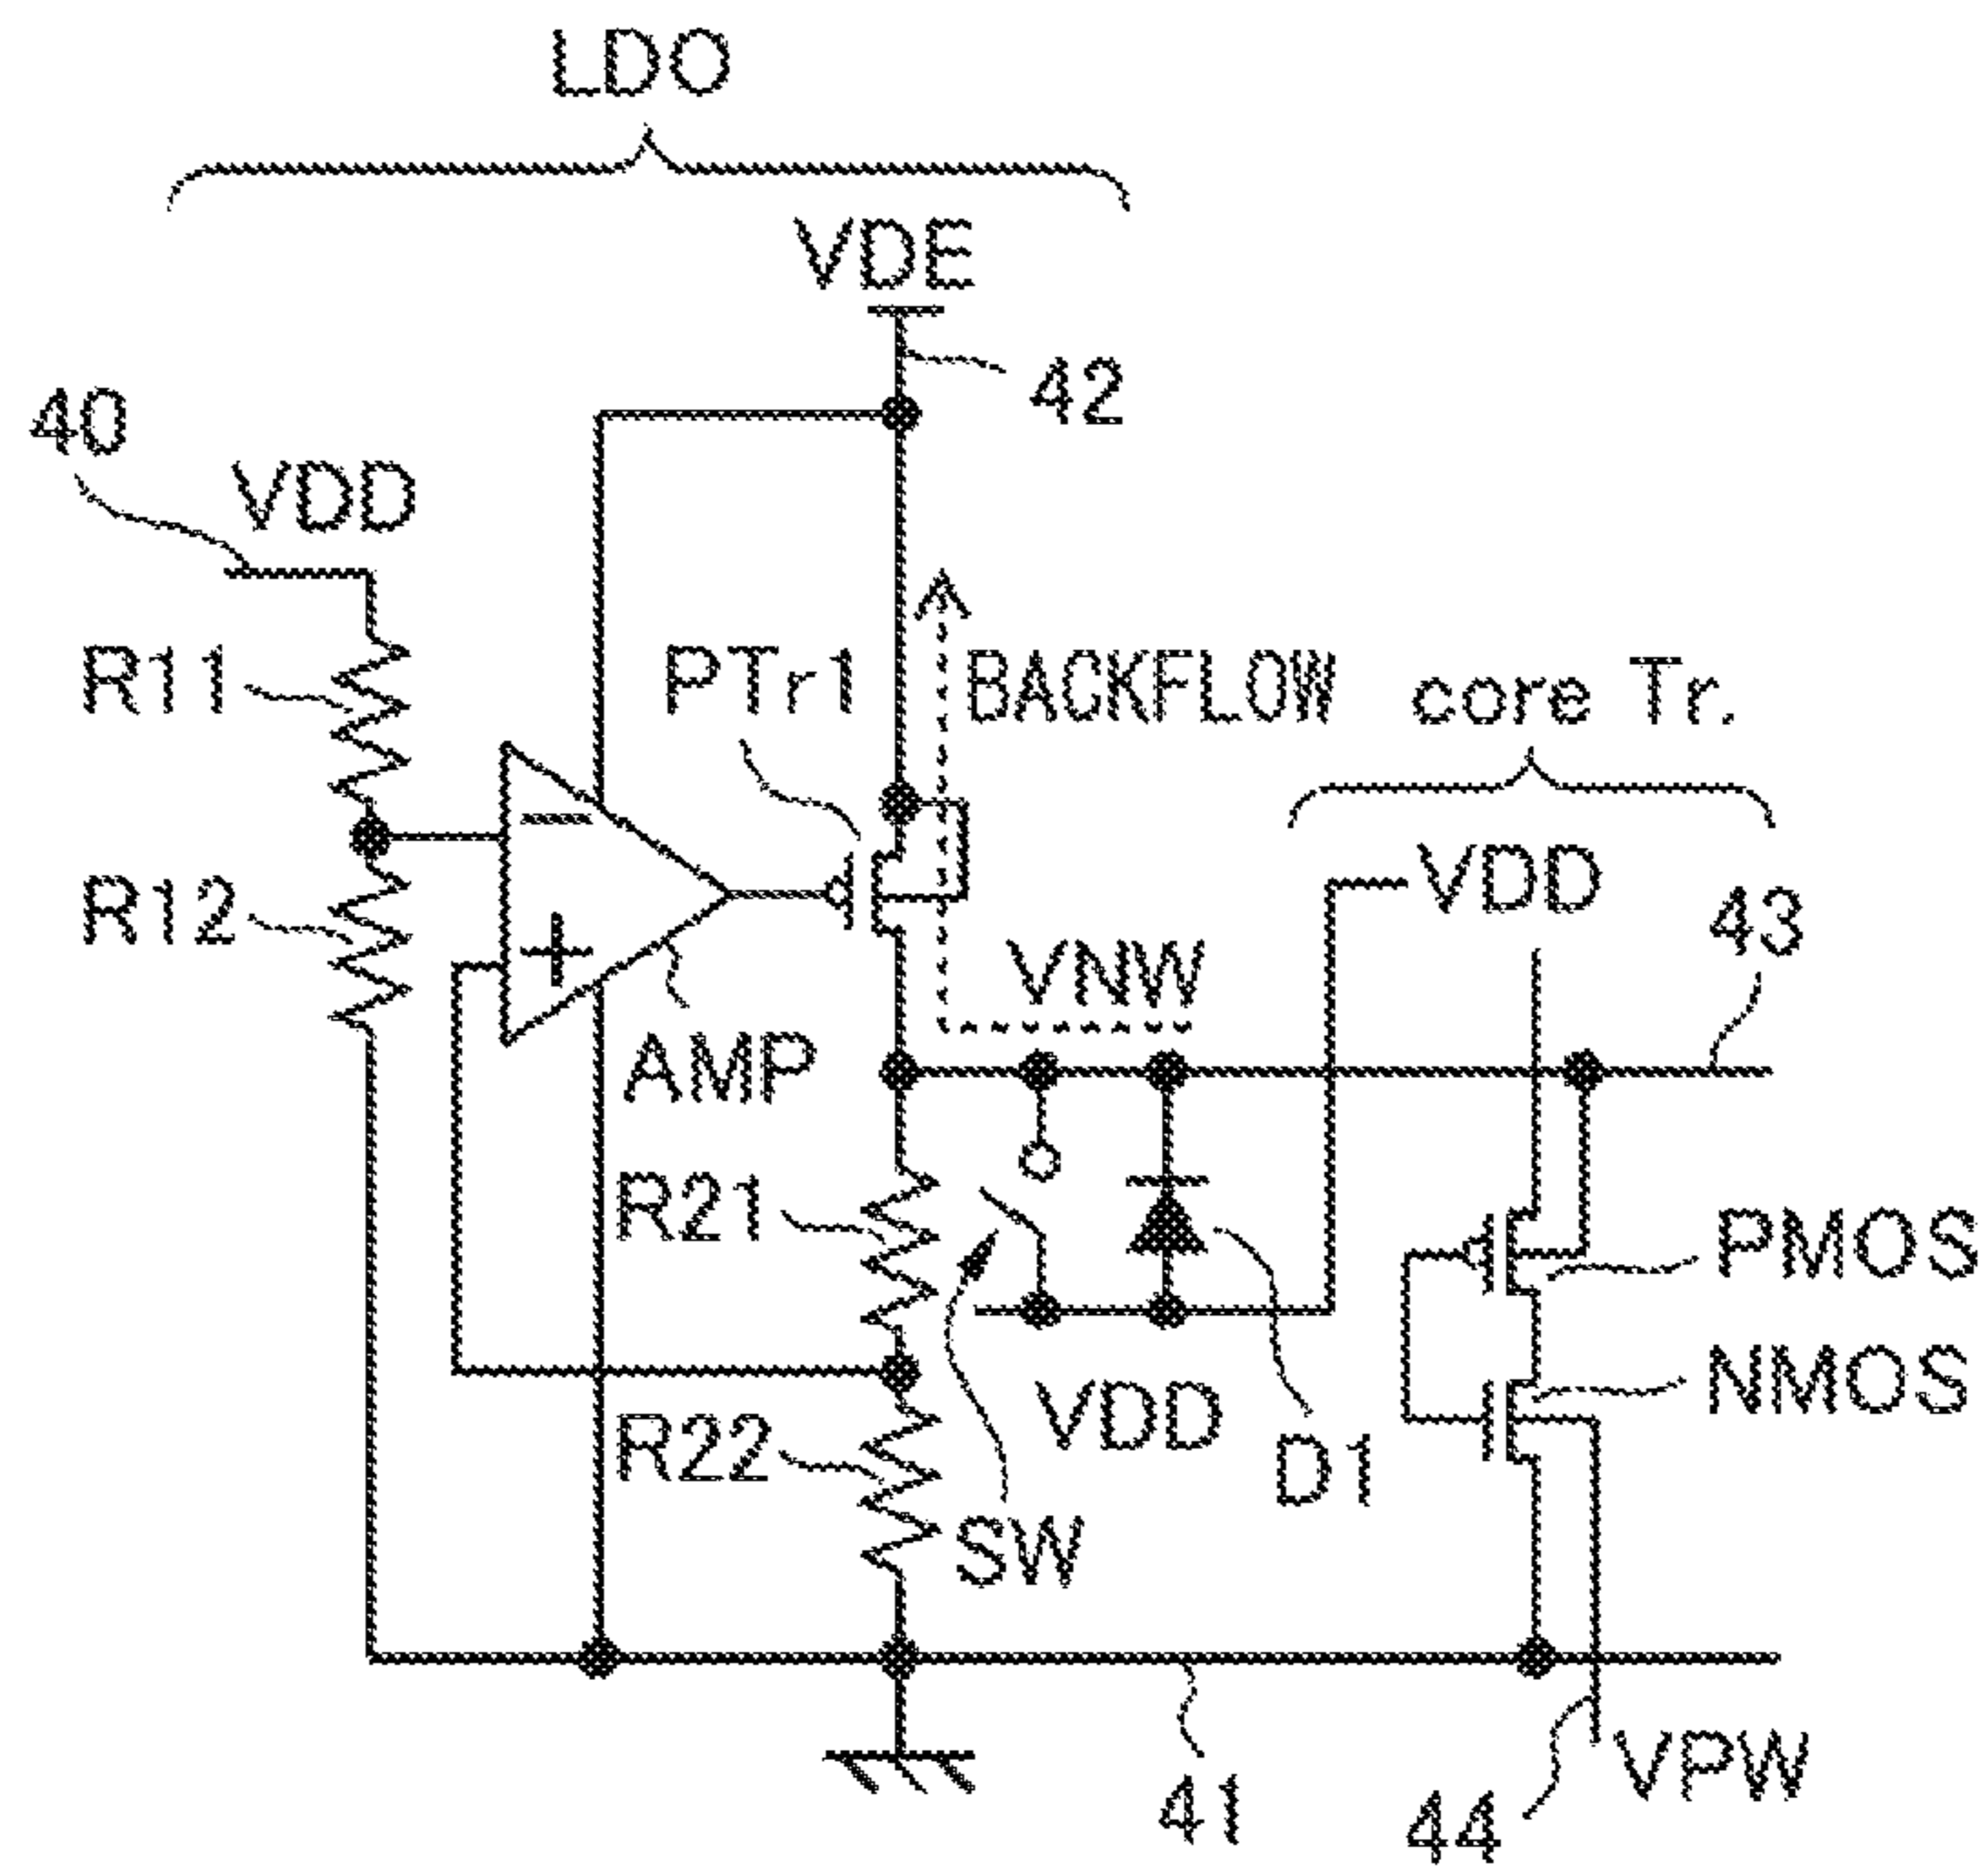 LDO
VDE
42
40
VDD
R11
PTr1
BACKFLOW
core Tr.
VDD
43
R12
−
+
VNW
AMP
R21
PMOS
NMOS
VDD
D1
R22
SW
41
44
VPW